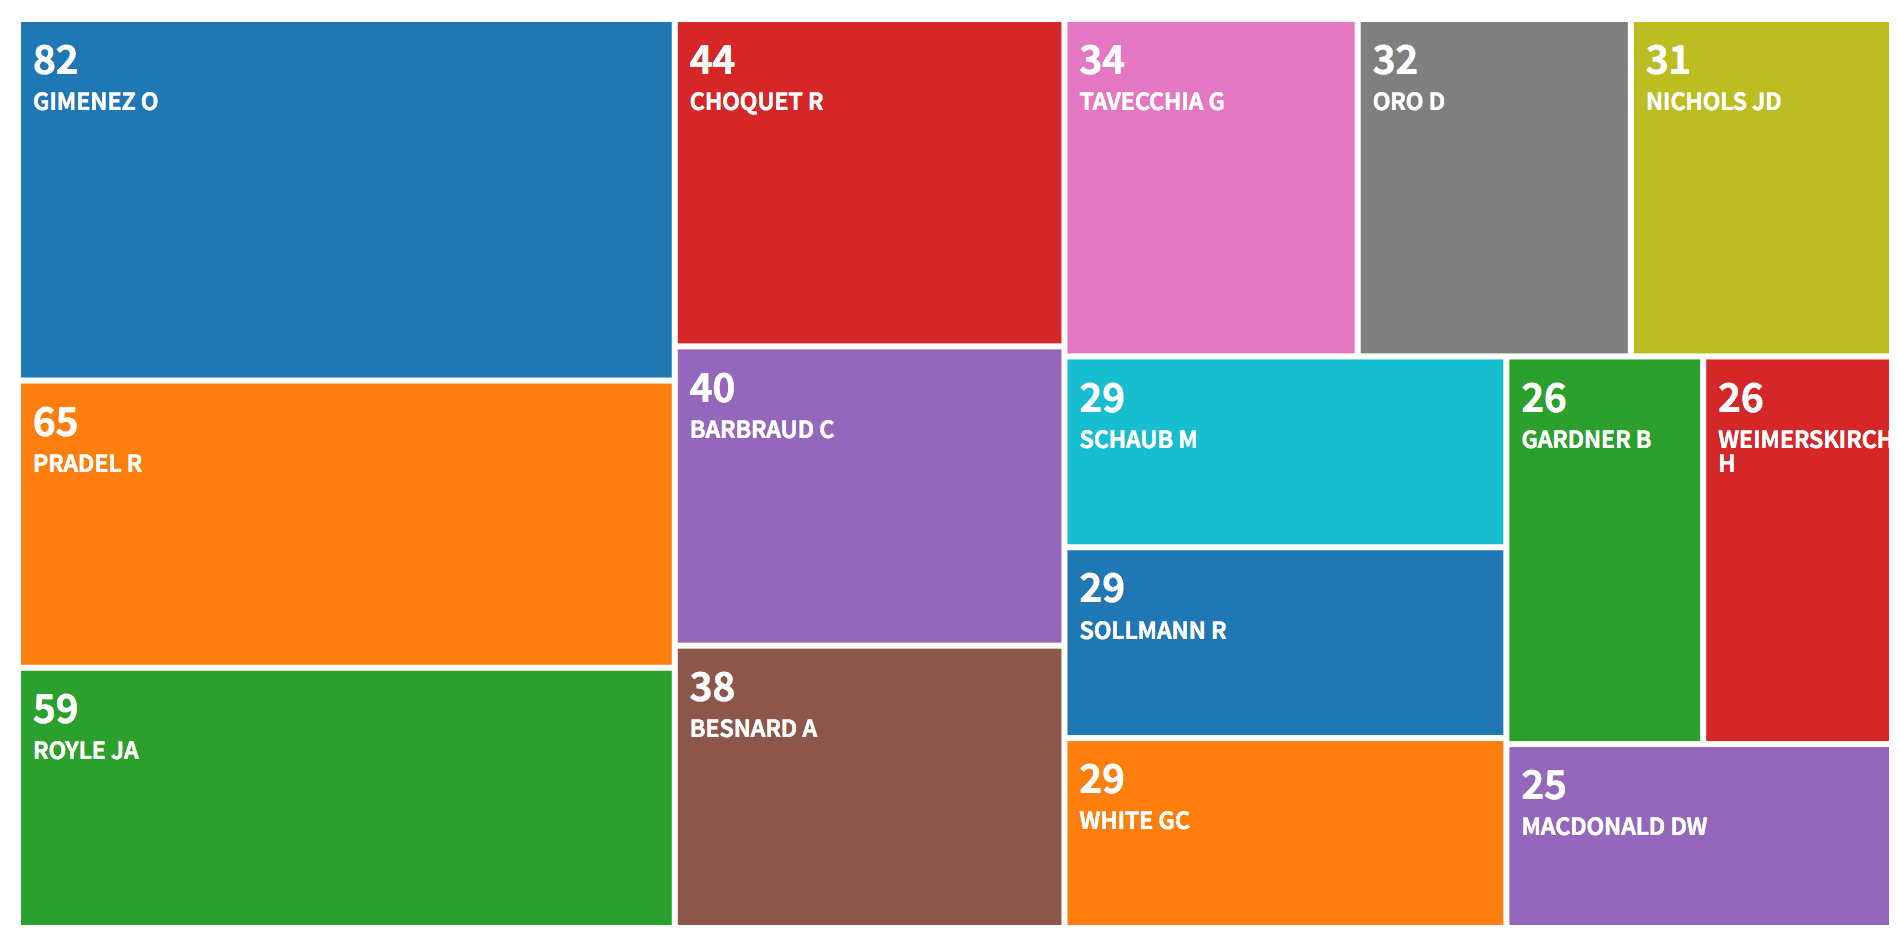 82
GIMENEZ O
65
PRADEL R
59
ROYLE JA
44
CHOQUET R
40
BARBRAUD C
38
BESNARD A
34
TAVECCHIA G
32
ORO D
31
NICHOLS JD
29
SCHAUB M
29
SOLLMANN R
29
WHITE GC
26
GARDNER B
26
WEIMERSKIRCH
H
25
MACDONALD DW